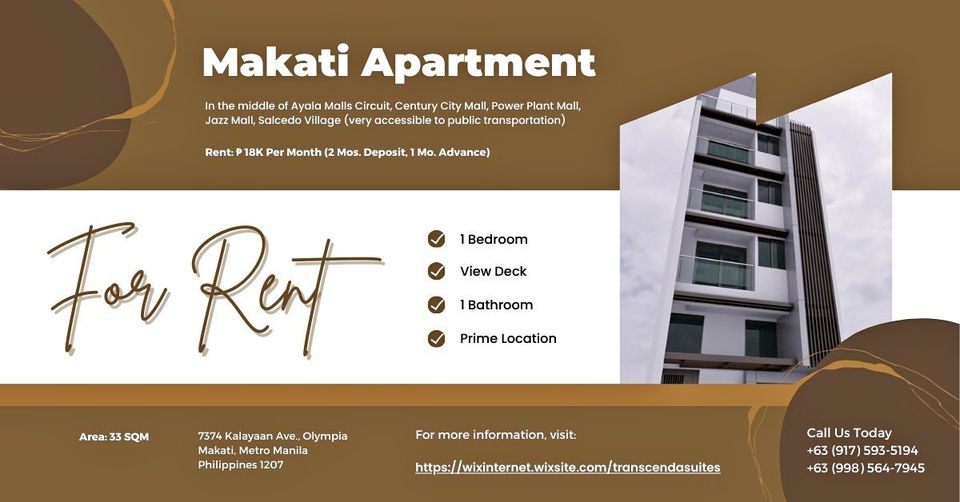 Makati Apartment
In the middle of Ayala Malls Circuit, Century City Mall, Power Plant Mall,
Jazz Mall, Salcedo Village (very accessible to public transportation)
Rent: ₱ 18K Per Month (2 Mos. Deposit, 1 Mo. Advance)
For Rent
1 Bedroom
View Deck
1 Bathroom
Prime Location
Area: 33 SQM
7374 Kalayaan Ave., Olympia
Makati, Metro Manila
Philippines 1207
For more information, visit:
https://wixinternet.wixsite.com/transcendasuites
Call Us Today
+63 (917) 593-5194
+63 (998) 564-7945